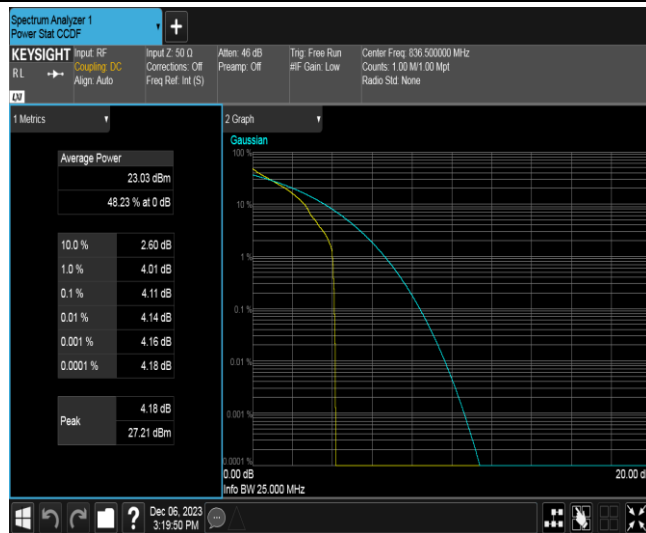 Spectrum Analyzer 1
Power Stat CCDF
KEYSIGHT
RL
Input: RF
Coupling: DC
Align: Auto
Input Z: 50 Ω
Corrections: Off
Freq Ref: Int (S)
Atten: 46 dB
Preamp: Off
Trig: Free Run
#IF Gain: Low
Center Freq: 836.500000 MHz
Counts: 1.00 M/1.00 Mpt
Radio Std: None
1 Metrics
Average Power
23.03 dBm
48.23 % at 0 dB
10.0 % 2.60 dB
1.0 % 4.01 dB
0.1 % 4.11 dB
0.01 % 4.14 dB
0.001 % 4.16 dB
0.0001 % 4.18 dB
Peak
4.18 dB
27.21 dBm
2 Graph
Gaussian
100 %
10 %
1 %
0.1 %
0.01 %
0.001 %
0.0001 %
0.00 dB
20.00 d
Info BW 25.000 MHz
?
Dec 06, 2023
3:19:50 PM